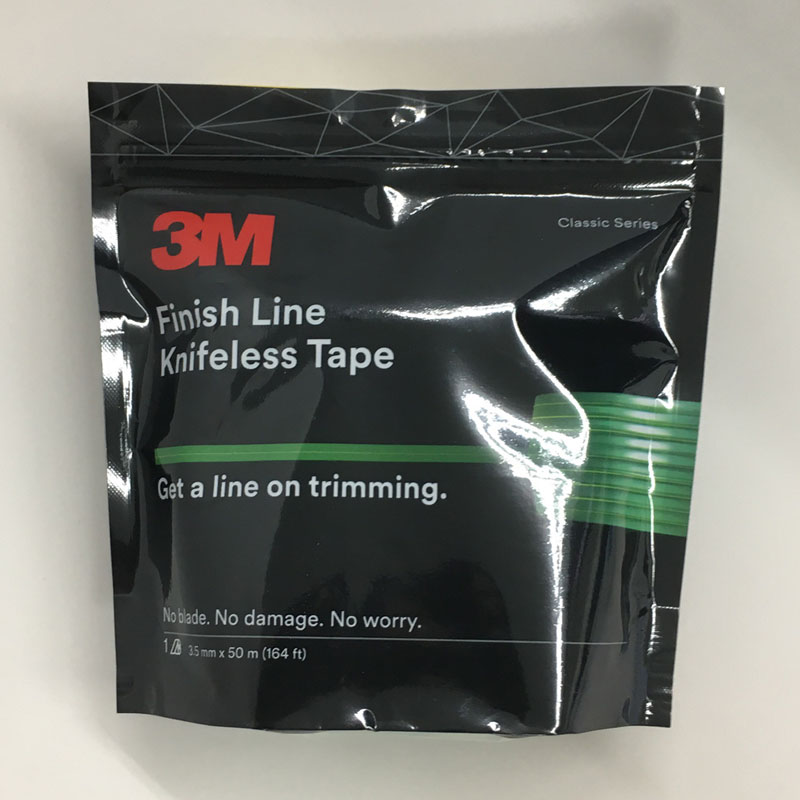 3M
Classic Series
Finish Line
Knifeless Tape
Get a line on trimming.
No blade. No damage. No worry.
1 3.5 mm x 50 m (164 ft)